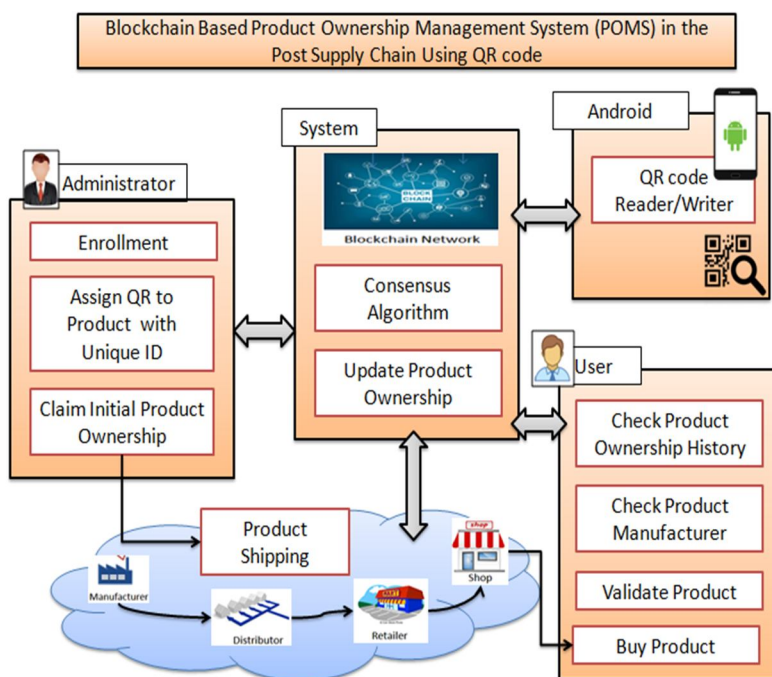 Blockchain Based Product Ownership Management System (POMS) in the
Post Supply Chain Using QR code
Administrator
Enrollment
Assign QR to
Product with
Unique ID
Claim Initial Product
Ownership
System
BLOCK
CHAIN
Blockchain Network
Consensus
Algorithm
Update Product
Ownership
Android
QR code
Reader/Writer
User
Check Product
Ownership History
Check Product
Manufacturer
Validate Product
Buy Product
Product
Shipping
Manufacturer
Distributor
MART
Retailer
shop
Shop